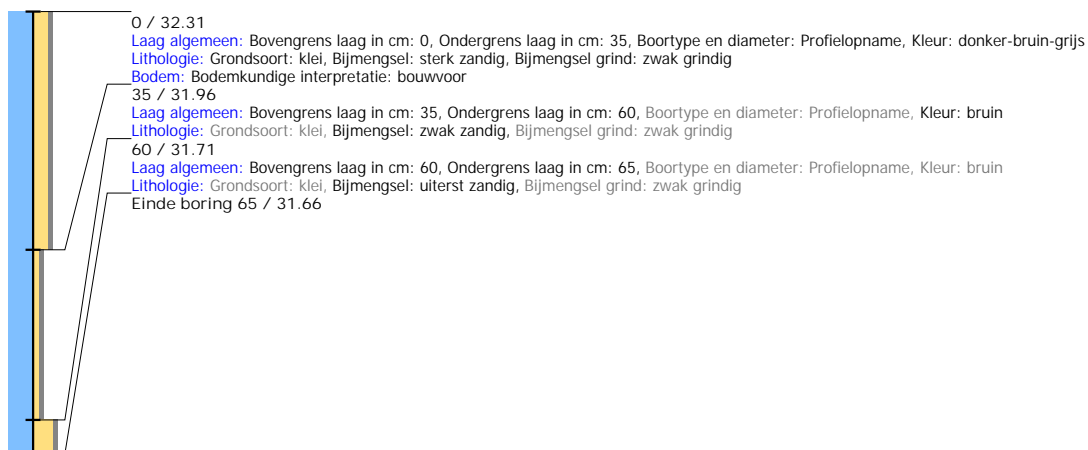 0 / 32.31
Laag algemeen: Bovengrens laag in cm: 0, Ondergrens laag in cm: 35, Boortype en diameter: Profielopname, Kleur: donker-bruin-grijs
Lithologie: Grondsoort: klei, Bijmengsel: sterk zandig, Bijmengsel grind: zwak grindig
Bodem: Bodemkundige interpretatie: bouwvoor
35 / 31.96
Laag algemeen: Bovengrens laag in cm: 35, Ondergrens laag in cm: 60, Boortype en diameter: Profielopname, Kleur: bruin
Lithologie: Grondsoort: klei, Bijmengsel: zwak zandig, Bijmengsel grind: zwak grindig
60 / 31.71
Laag algemeen: Bovengrens laag in cm: 60, Ondergrens laag in cm: 65, Boortype en diameter: Profielopname, Kleur: bruin
Lithologie: Grondsoort: klei, Bijmengsel: uiterst zandig, Bijmengsel grind: zwak grindig
Einde boring 65 / 31.66